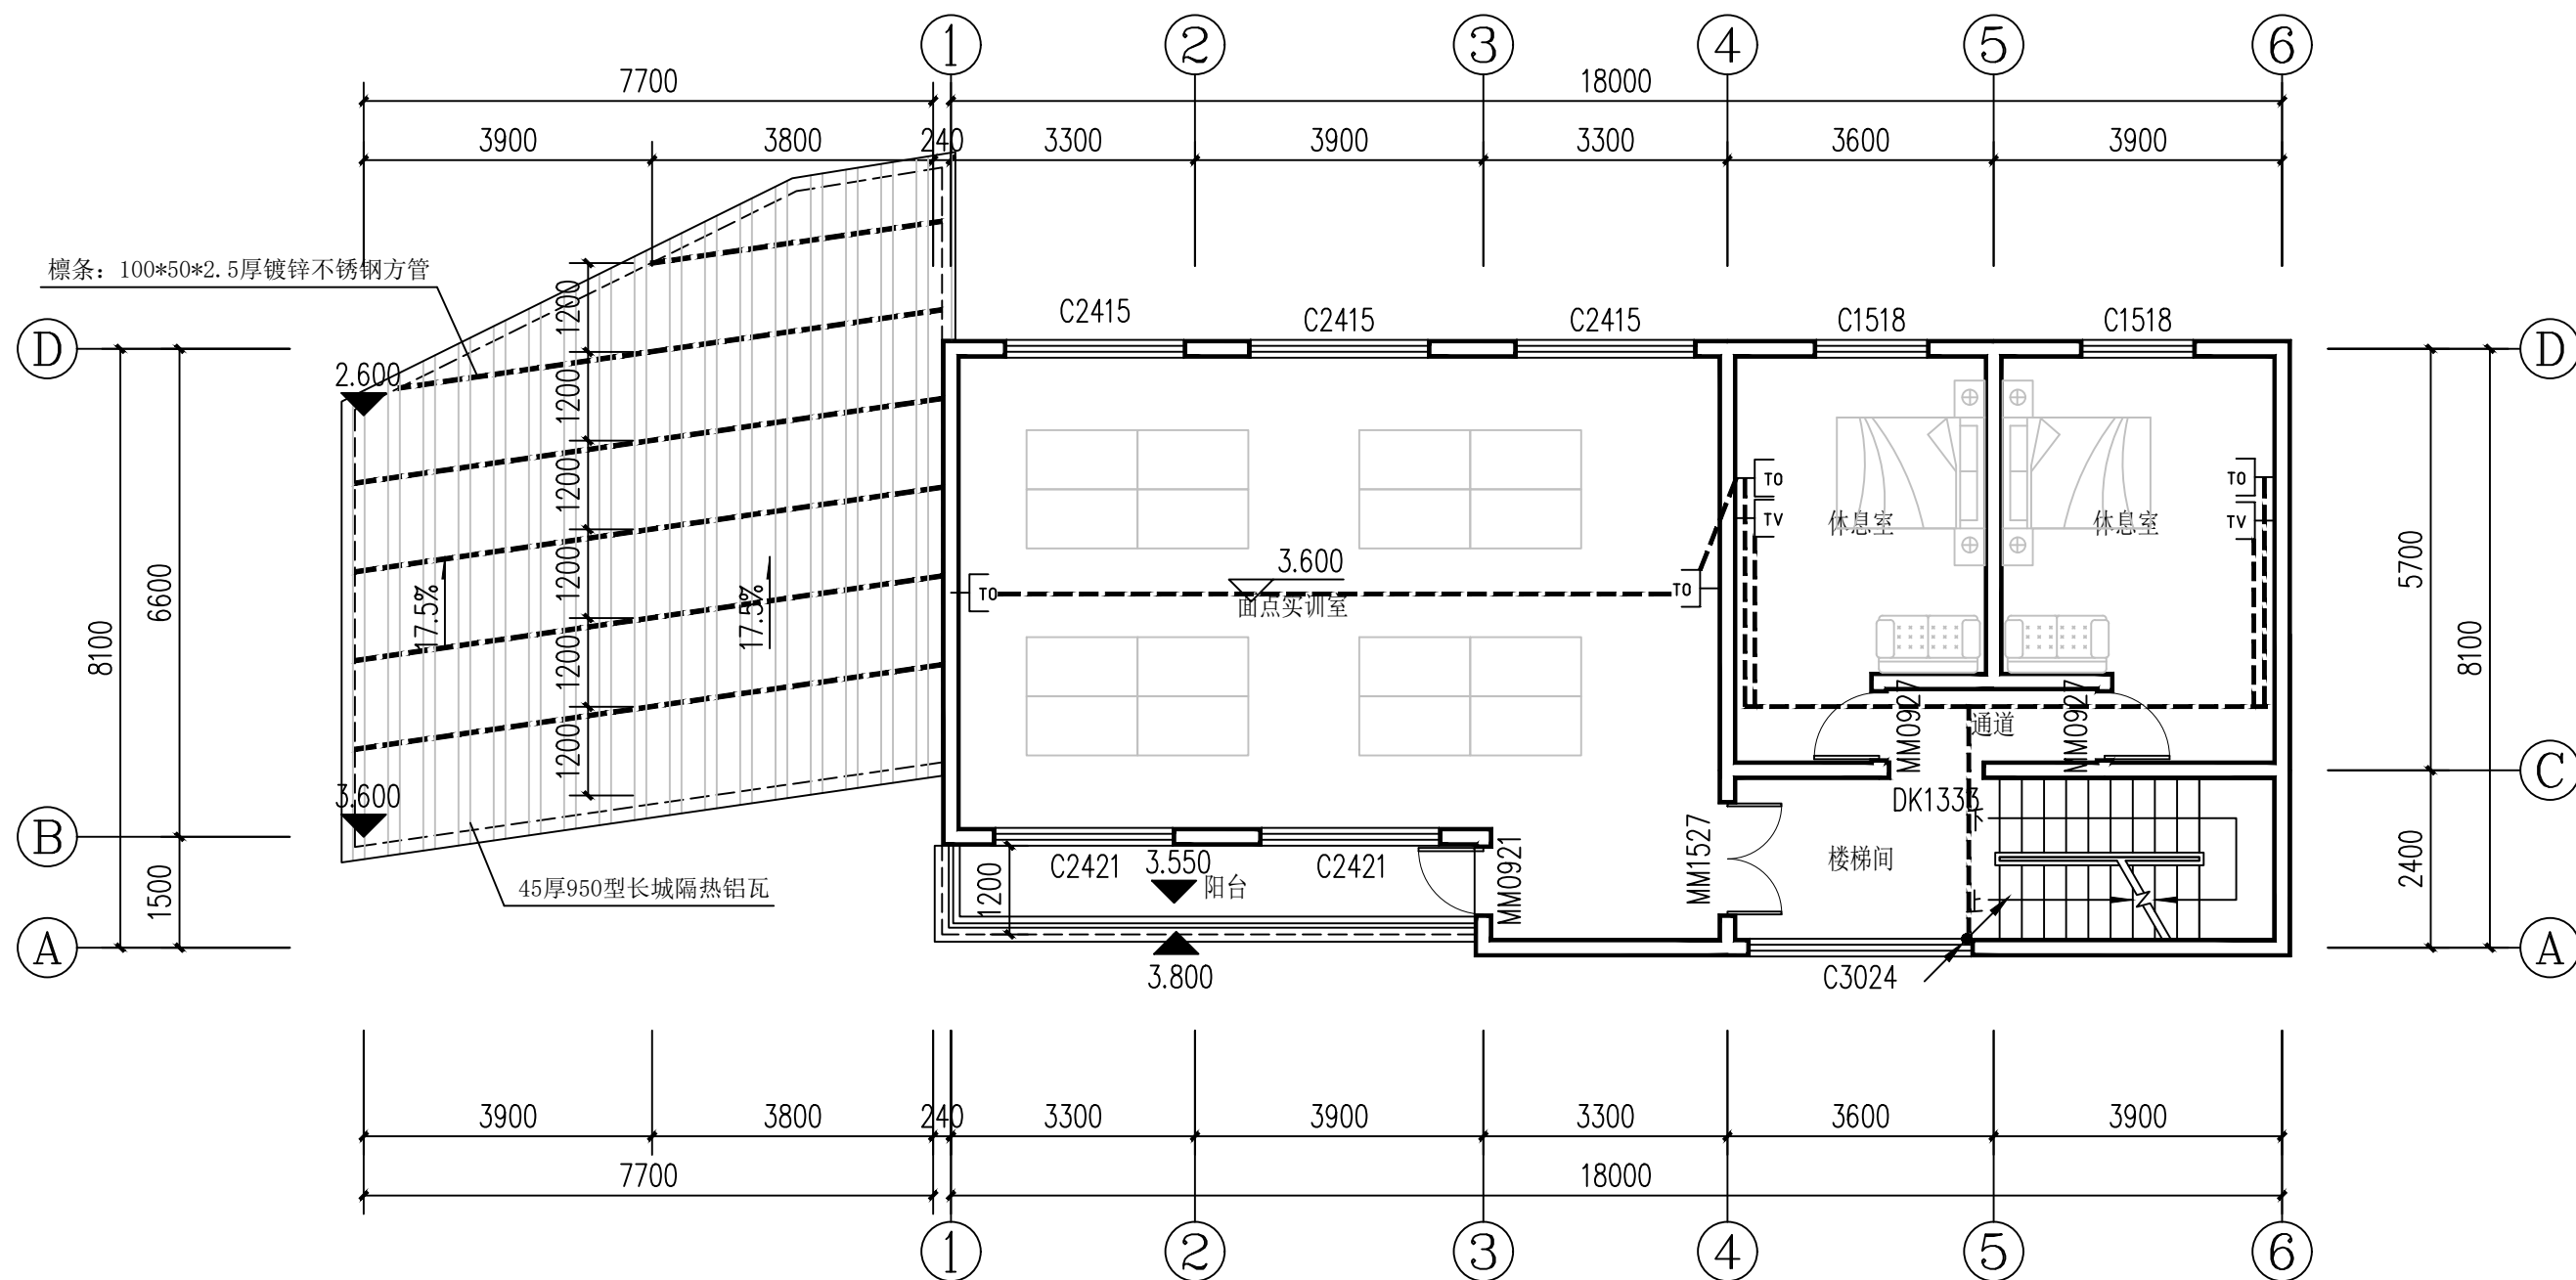 ① ② ③ ④ ⑤ ⑥
7700 18000
3900 3800 240 3300 3900 3300 3600 3900
檩条：100*50*2.5厚镀锌不锈钢方管
1200
C2415 C2415 C2415 C1518 C1518
D D
2.600
1200
1200
TO TO
TV TV
休息室 休息室
3.600
TO TO
面点实训室
1200
17.5% 17.5%
6600 5700
8100 8100
1200
MM0927 MM0927
通道
1200
C C
3.600
DK1333
下
B
MM1527
楼梯间
C2421 3.550 C2421
阳台
45厚950型长城隔热铝瓦
1200
MM0921
上
1500 2400
A A
3.800
C3024
3900 3800 240 3300 3900 3300 3600 3900
7700 18000
① ② ③ ④ ⑤ ⑥